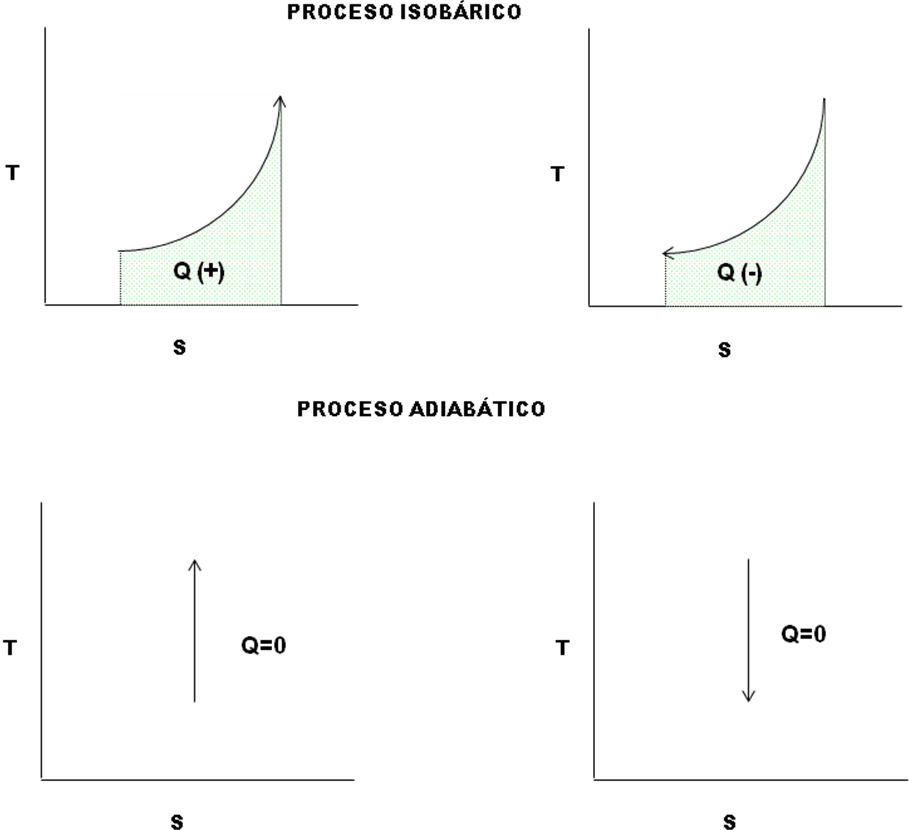 PROCESO ISOBÁRICO
T
T
Q (+)
Q (-)
S
S
PROCESO ADIABÁTICO
T
Q=0
T
Q=0
S
S